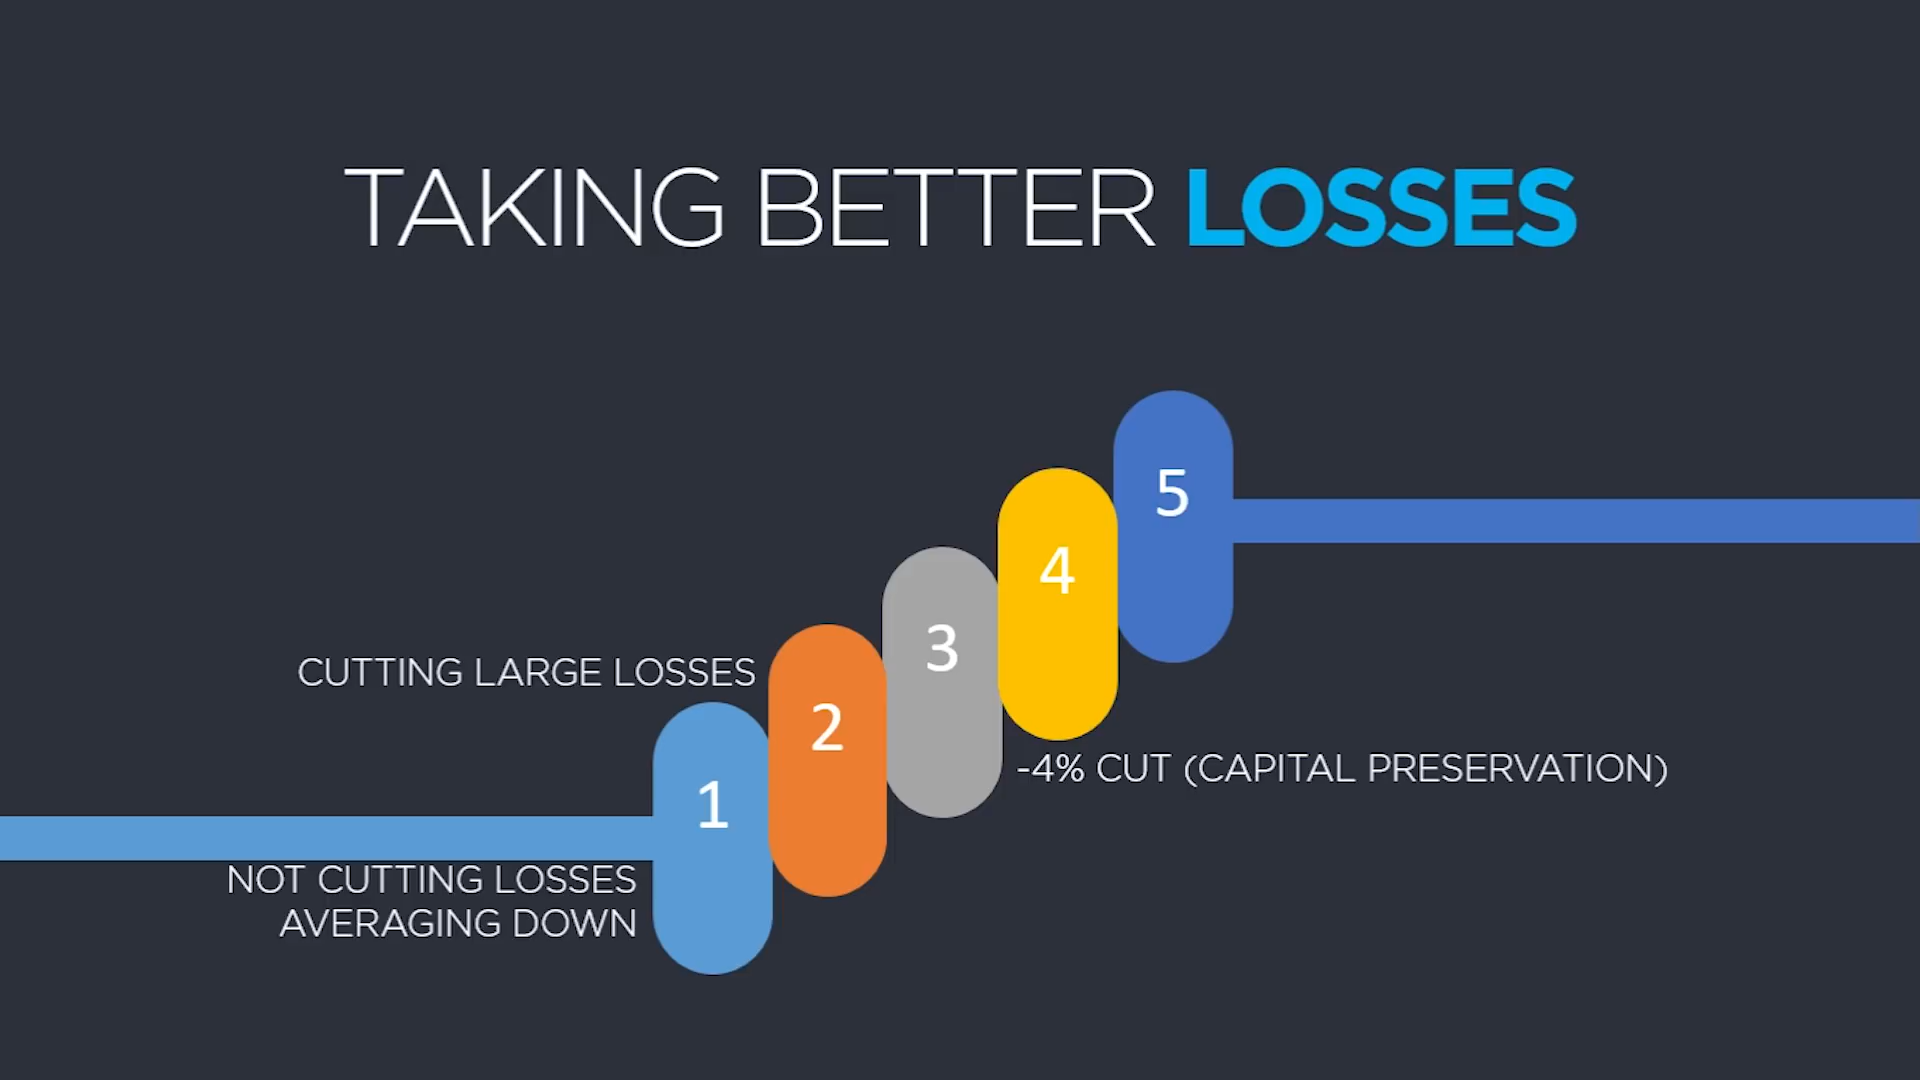 TAKING BETTER LOSSES
5
4
3
CUTTING LARGE LOSSES
2
-4% CUT (CAPITAL PRESERVATION)
1
NOT CUTTING LOSSES
AVERAGING DOWN